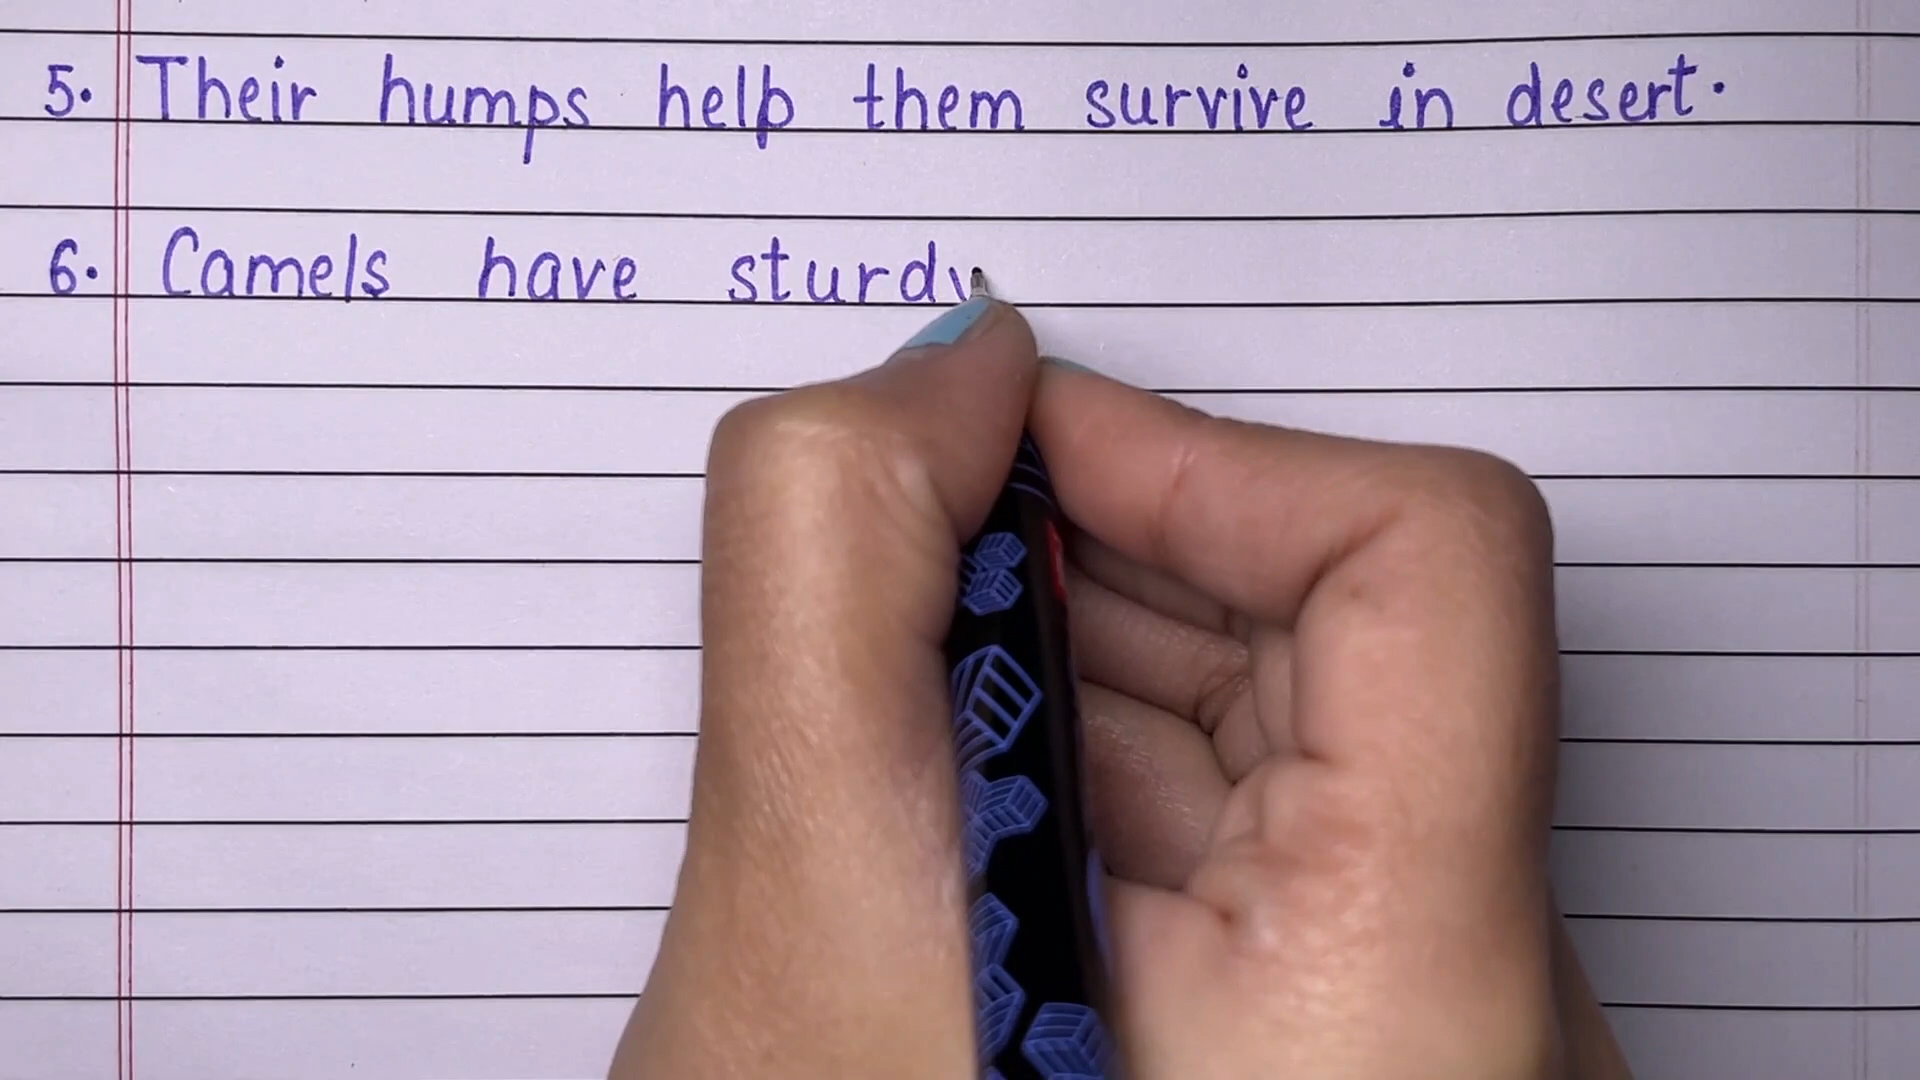 5. Their humps help them survive in desert.
6. Camels have sturdy